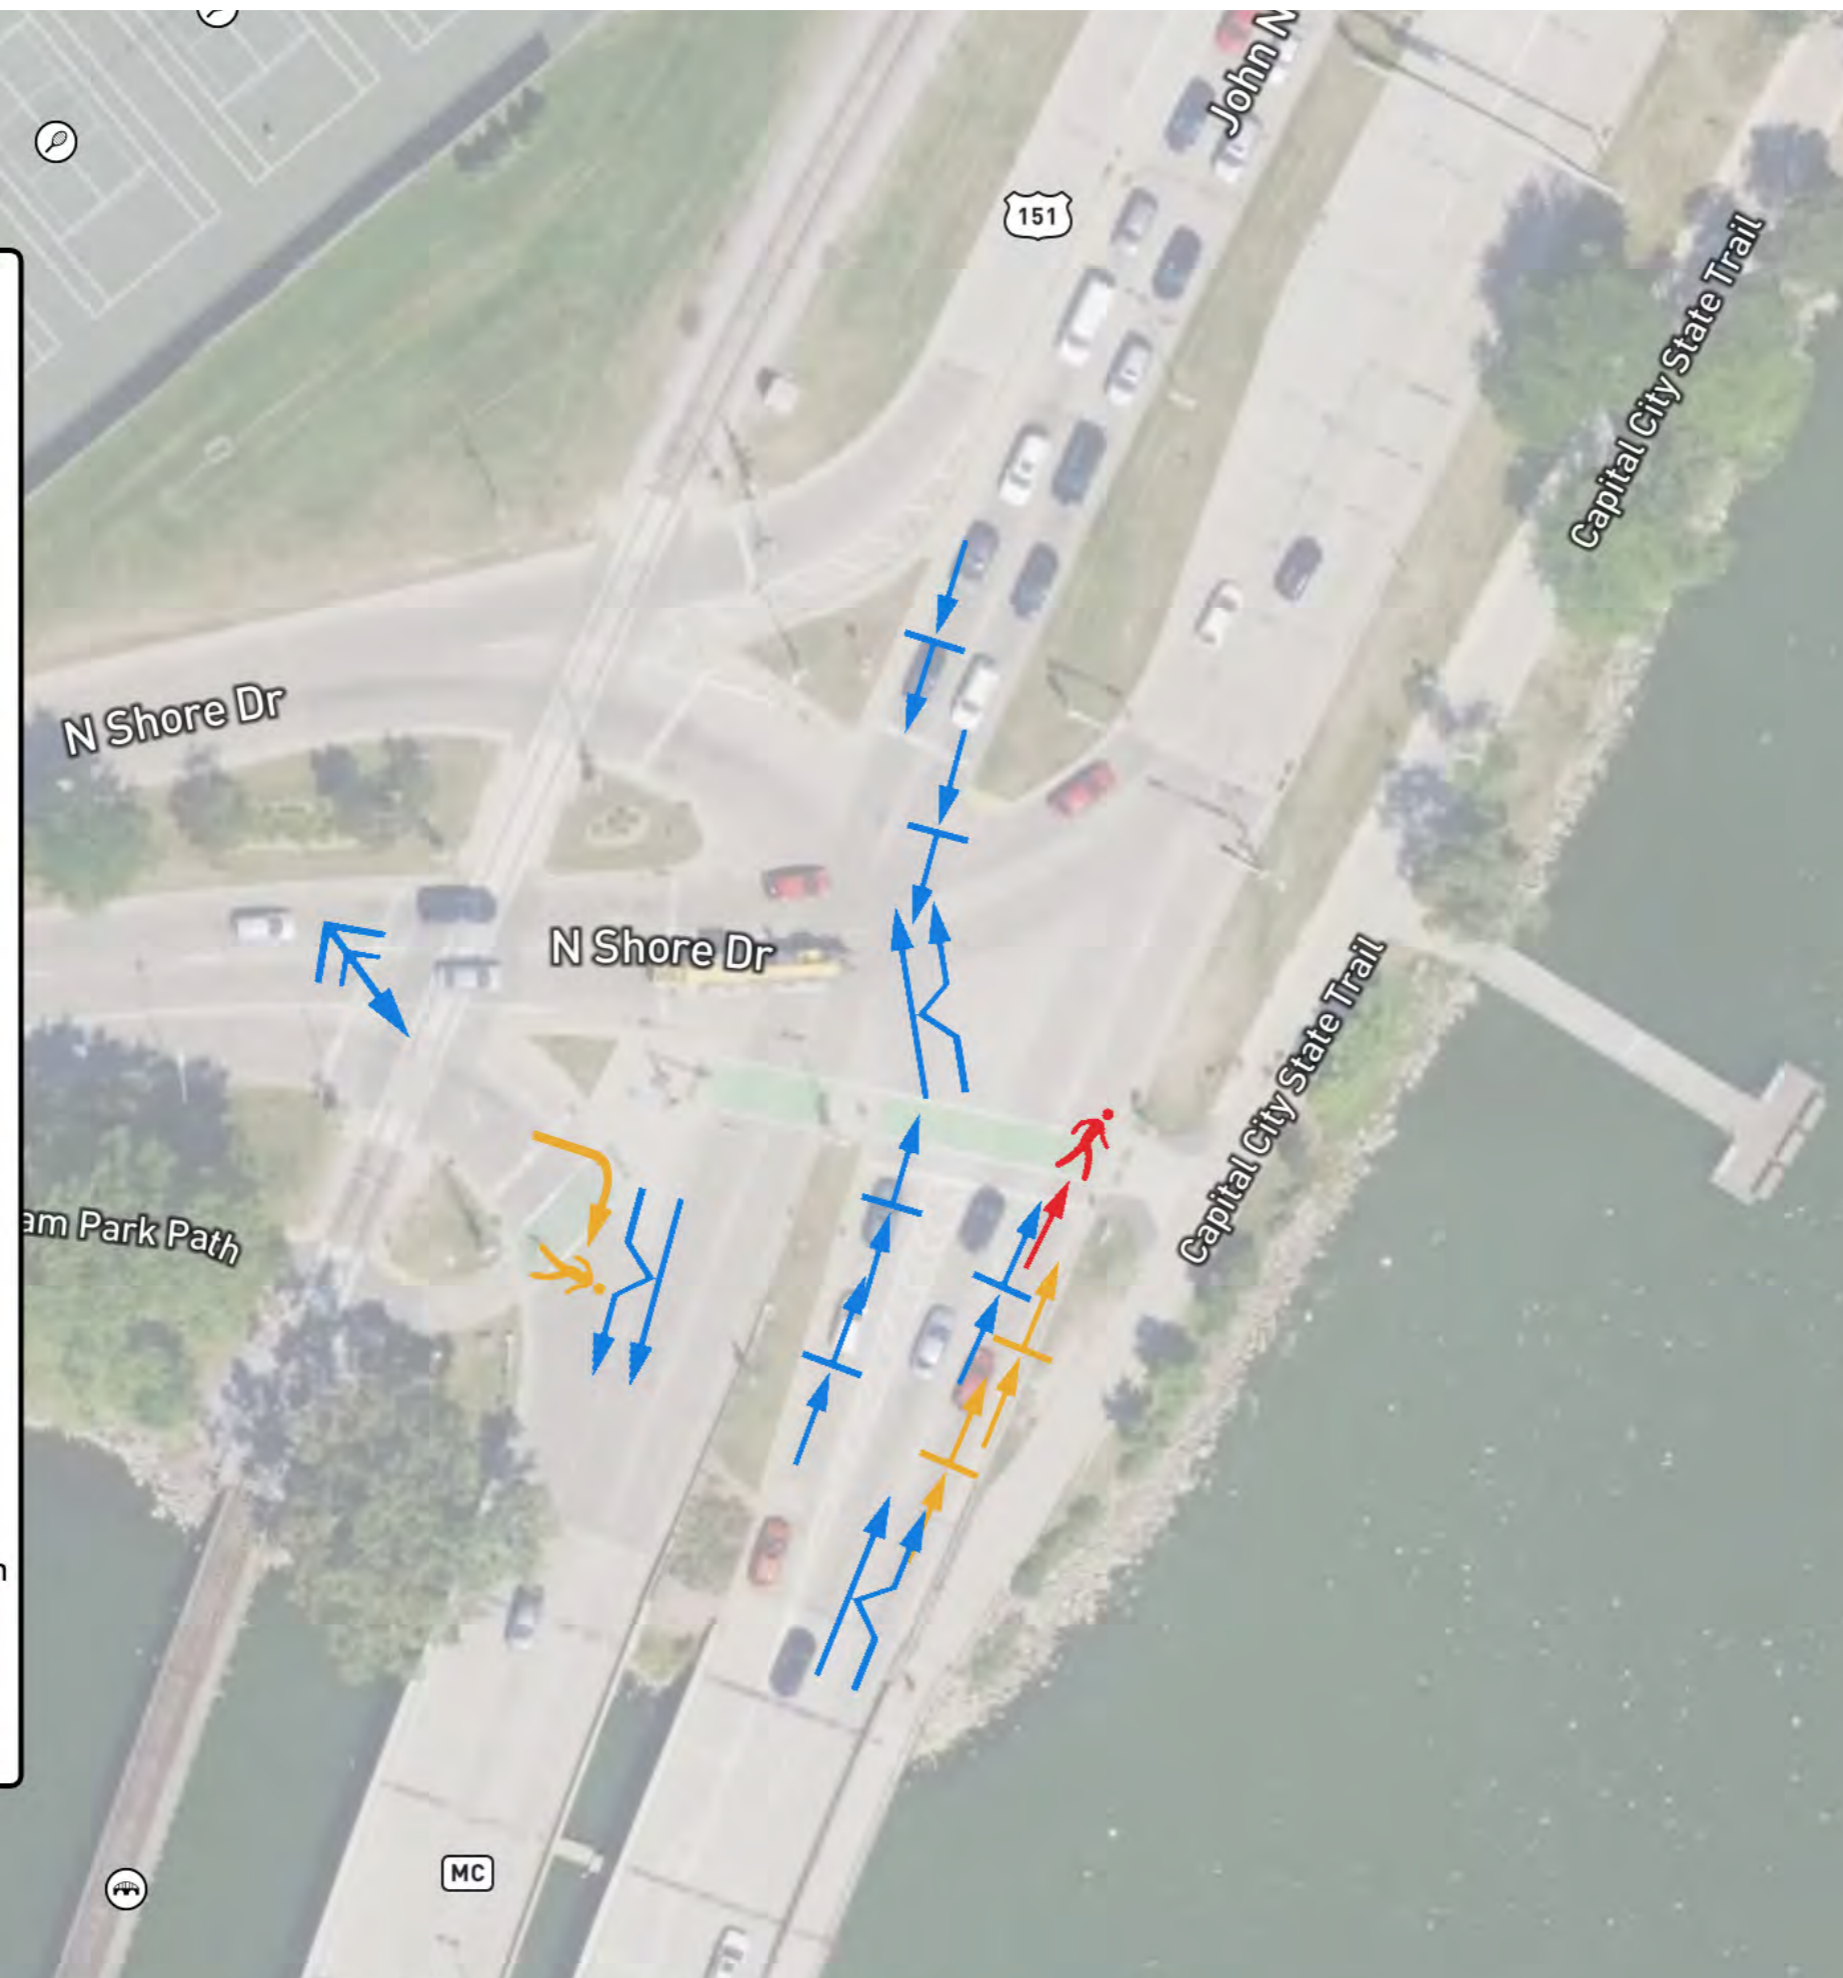 John N
151
Capital City State Trail
N Shore Dr
N Shore Dr
Capital City State Trail
am Park Path
n
MC